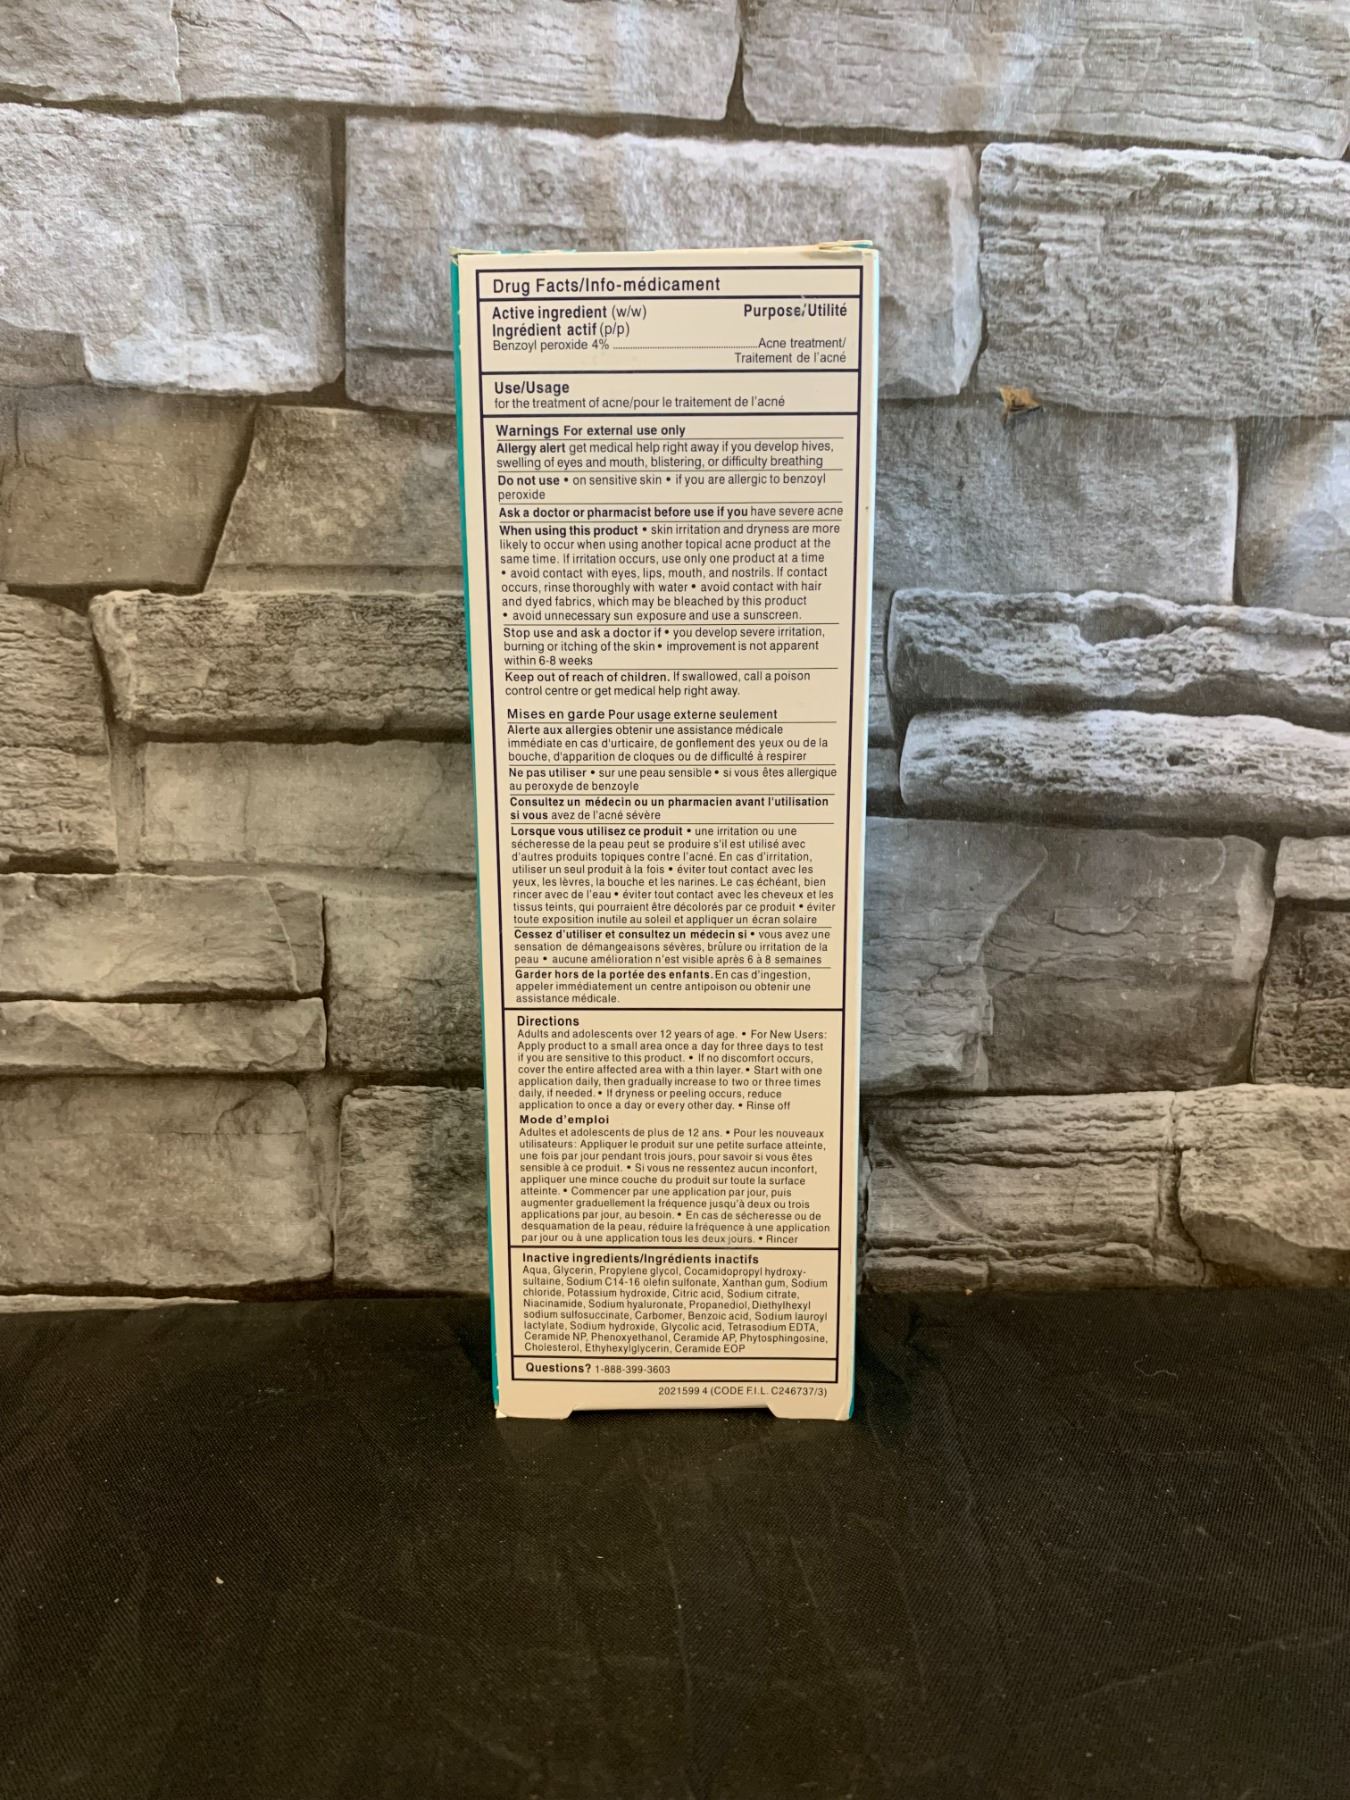 Drug Facts/Info-médicament
Active ingredient (w/w) Purpose/Utilité
Ingrédient actif (p/p)
Benzoyl peroxide 4% ........ Acne treatment/
Traitement de l'acné
Use/Usage
for the treatment of acne/pour le traitement de l'acné
Warnings For external use only
Allergy alert get medical help right away if you develop hives,
swelling of eyes and mouth, blistering, or difficulty breathing
Do not use • on sensitive skin • if you are allergic to benzoyl
peroxide
Ask a doctor or pharmacist before use if you have severe acne
When using this product • skin irritation and dryness are more
likely to occur when using another topical acne product at the
same time. If irritation occurs, use only one product at a time
• avoid contact with eyes, lips, mouth, and nostrils. If contact
occurs, rinse thoroughly with water • avoid contact with hair
and dyed fabrics, which may be bleached by this product
• avoid unnecessary sun exposure and use a sunscreen.
Stop use and ask a doctor if • you develop severe irritation,
burning or itching of the skin • improvement is not apparent
within 6-8 weeks
Keep out of reach of children. If swallowed, call a poison
control centre or get medical help right away.
Mises en garde Pour usage externe seulement
Alerte aux allergies obtenir une assistance médicale
immédiate en cas d'urticaire, de gonflement des yeux ou de la
bouche, d'apparition de cloques ou de difficulté à respirer
Ne pas utiliser • sur une peau sensible • si vous êtes allergique
au peroxyde de benzoyle
Consultez un médecin ou un pharmacien avant l'utilisation
si vous avez de l'acné sévère
Lorsque vous utilisez ce produit • une irritation ou une
sécheresse de la peau peut se produire s'il est utilisé avec
d'autres produits topiques contre l'acné. En cas d'irritation,
utiliser un seul produit à la fois • éviter tout contact avec les
yeux, les lèvres, la bouche et les narines. Le cas échéant, bien
rincer avec de l'eau • éviter tout contact avec les cheveux et les
tissus teints, qui pourraient être décolorés par ce produit • éviter
toute exposition inutile au soleil et appliquer un écran solaire
Cessez d'utiliser et consultez un médecin si • vous avez une
sensation de démangeaisons sévères, brûlure ou irritation de la
peau • aucune amélioration n'est visible après 6 à 8 semaines
Garder hors de la portée des enfants. En cas d'ingestion,
appeler immédiatement un centre antipoison ou obtenir une
assistance médicale.
Directions
Adults and adolescents over 12 years of age. • For New Users:
Apply product to a small area once a day for three days to test
if you are sensitive to this product. • If no discomfort occurs,
cover the entire affected area with a thin layer. • Start with one
application daily, then gradually increase to two or three times
daily, if needed. • If dryness or peeling occurs, reduce
application to once a day or every other day. • Rinse off
Mode d'emploi
Adultes et adolescents de plus de 12 ans. • Pour les nouveaux
utilisateurs: Appliquer le produit sur une petite surface atteinte,
une fois par jour pendant trois jours, pour savoir si vous êtes
sensible à ce produit. • Si vous ne ressentez aucun inconfort,
appliquer une mince couche du produit sur toute la surface
atteinte. • Commencer par une application par jour, puis
augmenter graduellement la fréquence jusqu'à deux ou trois
applications par jour, au besoin. • En cas de sécheresse ou de
desquamation de la peau, réduire la fréquence à une application
par jour ou à une application tous les deux jours. • Rincer
Inactive ingredients/Ingrédients inactifs
Aqua, Glycerin, Propylene glycol, Cocamidopropyl hydroxy-
sultaine, Sodium C14-16 olefin sulfonate, Xanthan gum, Sodium
chloride, Potassium hydroxide, Citric acid, Sodium citrate,
Niacinamide, Sodium hyaluronate, Propanediol, Diethylhexyl
sodium sulfosuccinate, Carbomer, Benzoic acid, Sodium lauroyl
lactylate, Sodium hydroxide, Glycolic acid, Tetrasodium EDTA,
Ceramide NP, Phenoxyethanol, Ceramide AP, Phytosphingosine,
Cholesterol, Ethyhexylglycerin, Ceramide EOP
Questions? 1-888-399-3603
2021599 4 (CODE F.I.L. C246737/3)